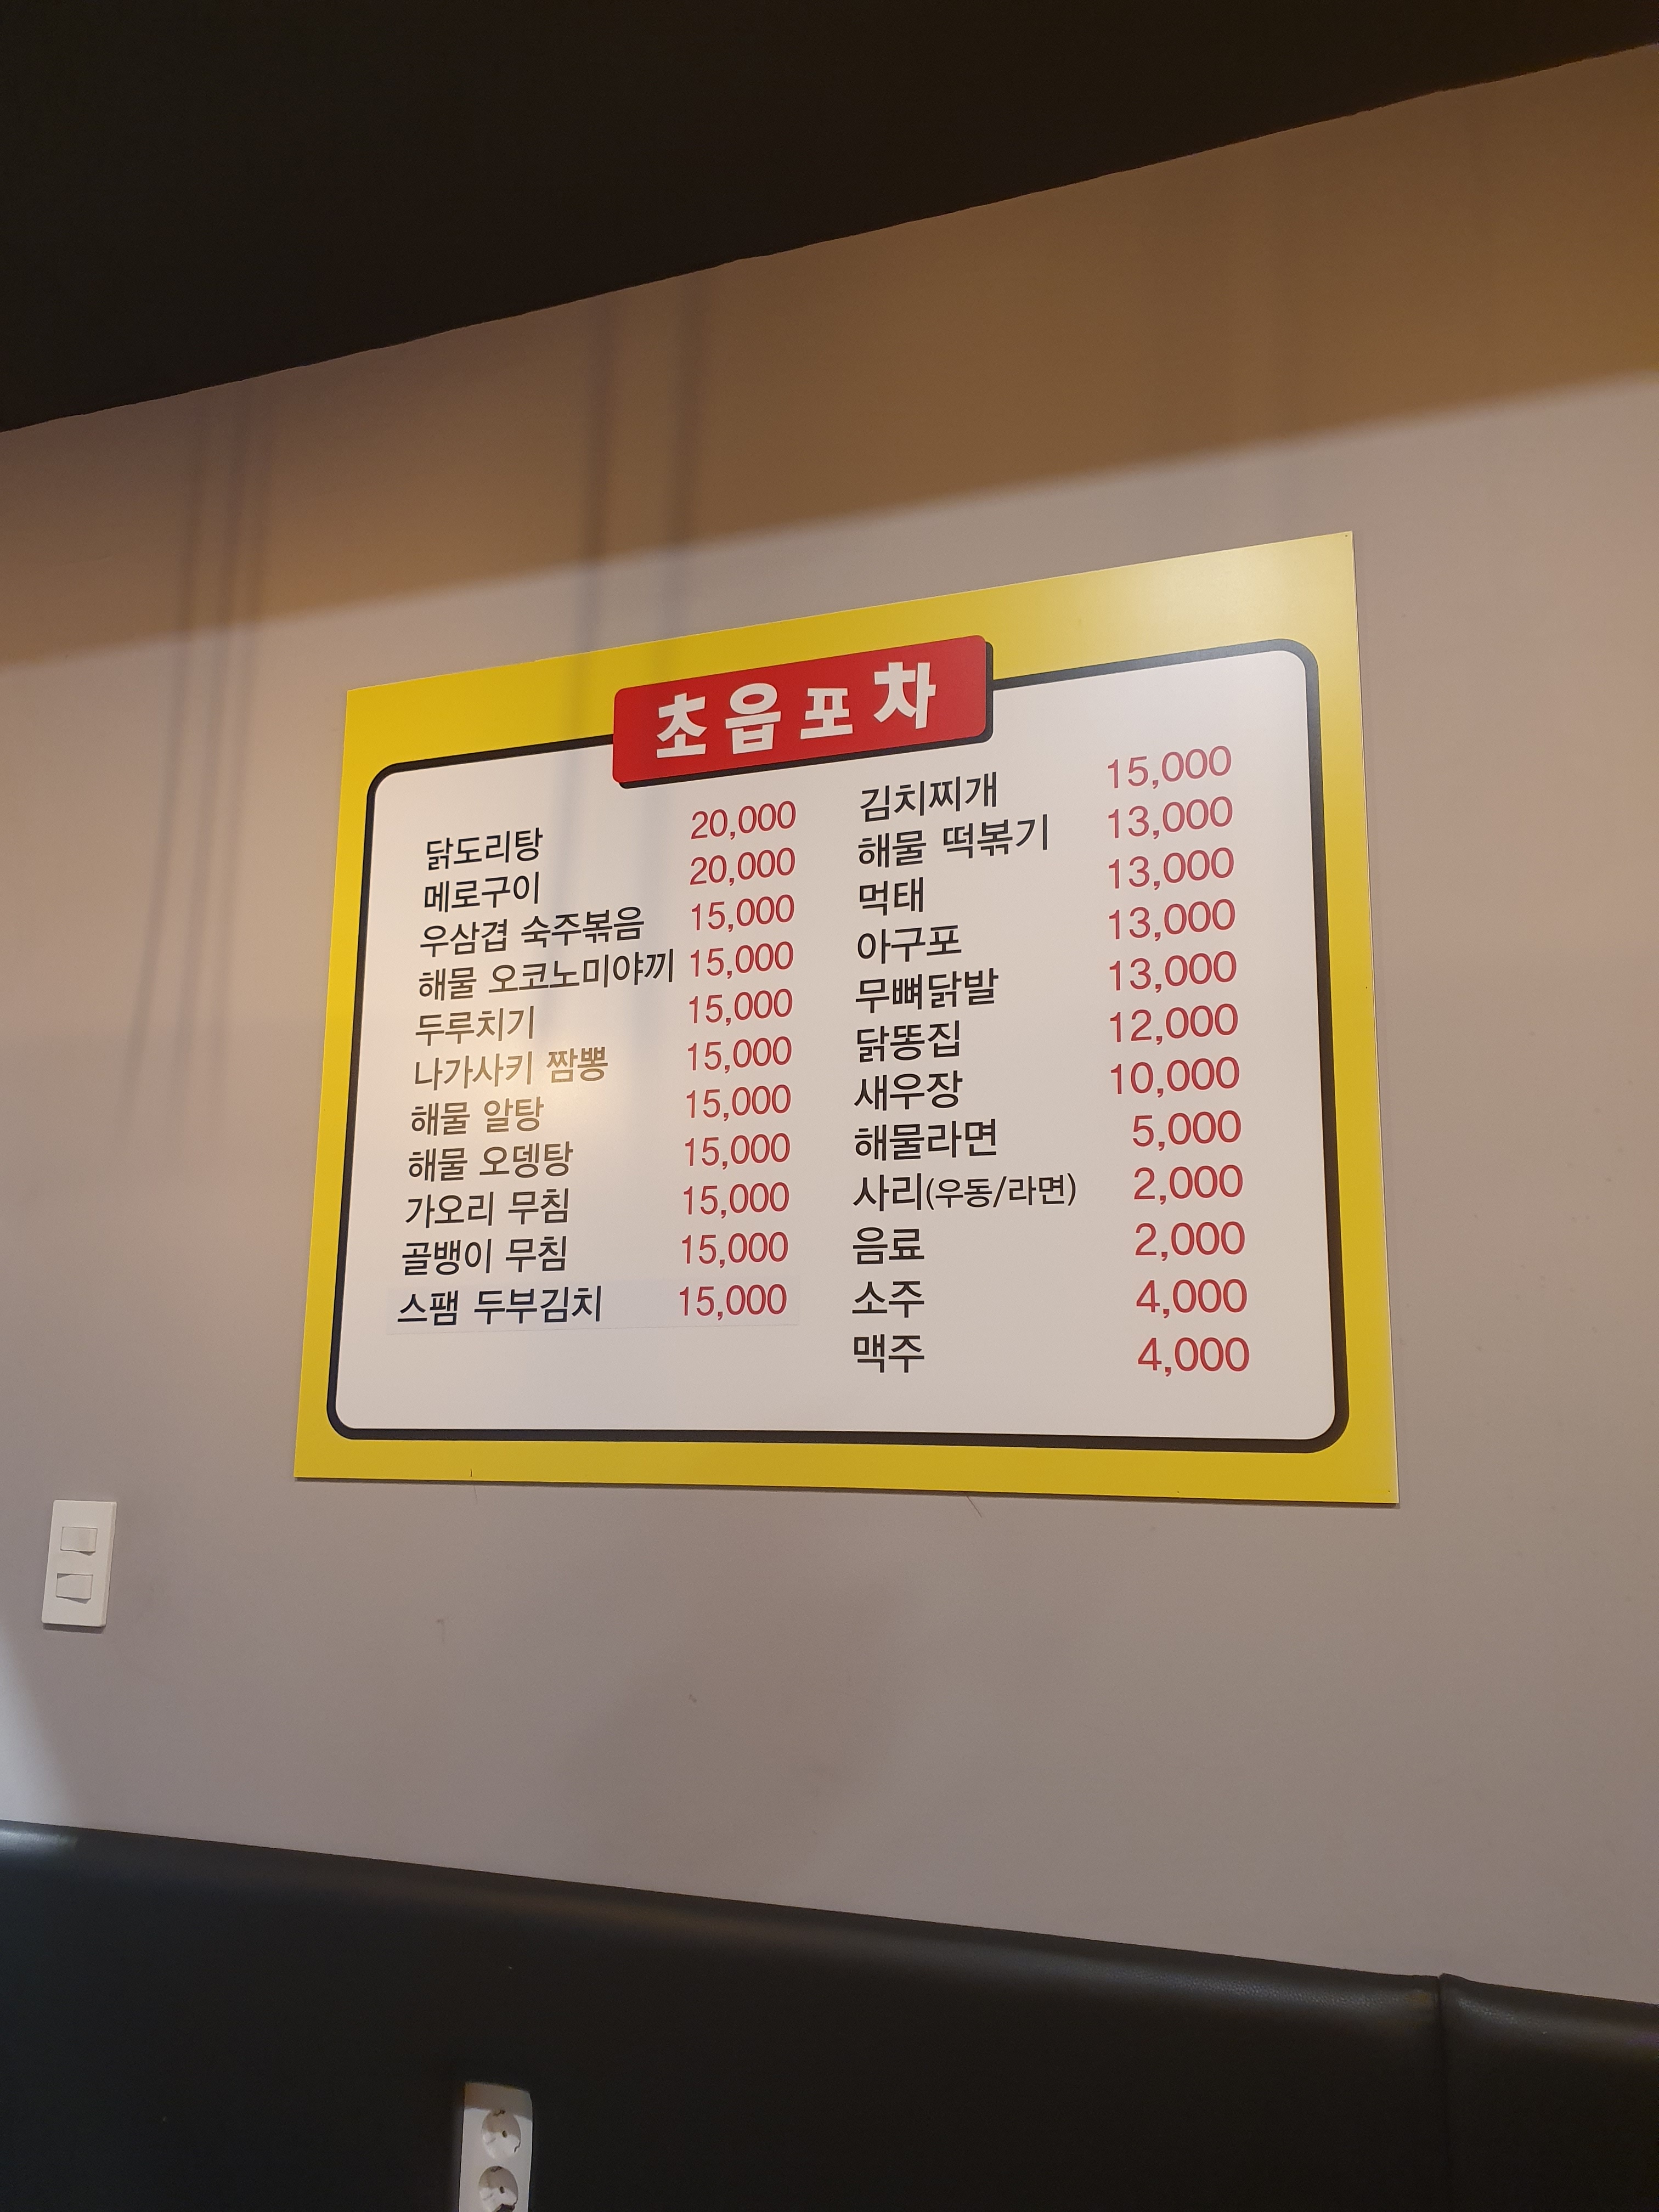 초읍포차
닭도리탕 20,000
메로구이 20,000
우삼겹 숙주볶음 15,000
해물 오코노미야끼 15,000
두루치기 15,000
나가사키 짬뽕 15,000
해물 알탕 15,000
해물 오뎅탕 15,000
가오리 무침 15,000
골뱅이 무침 15,000
스팸 두부김치 15,000
김치찌개 15,000
해물 떡볶기 13,000
먹태 13,000
아구포 13,000
무뼈닭발 13,000
닭똥집 12,000
새우장 10,000
해물라면 5,000
사리(우동/라면) 2,000
음료 2,000
소주 4,000
맥주 4,000